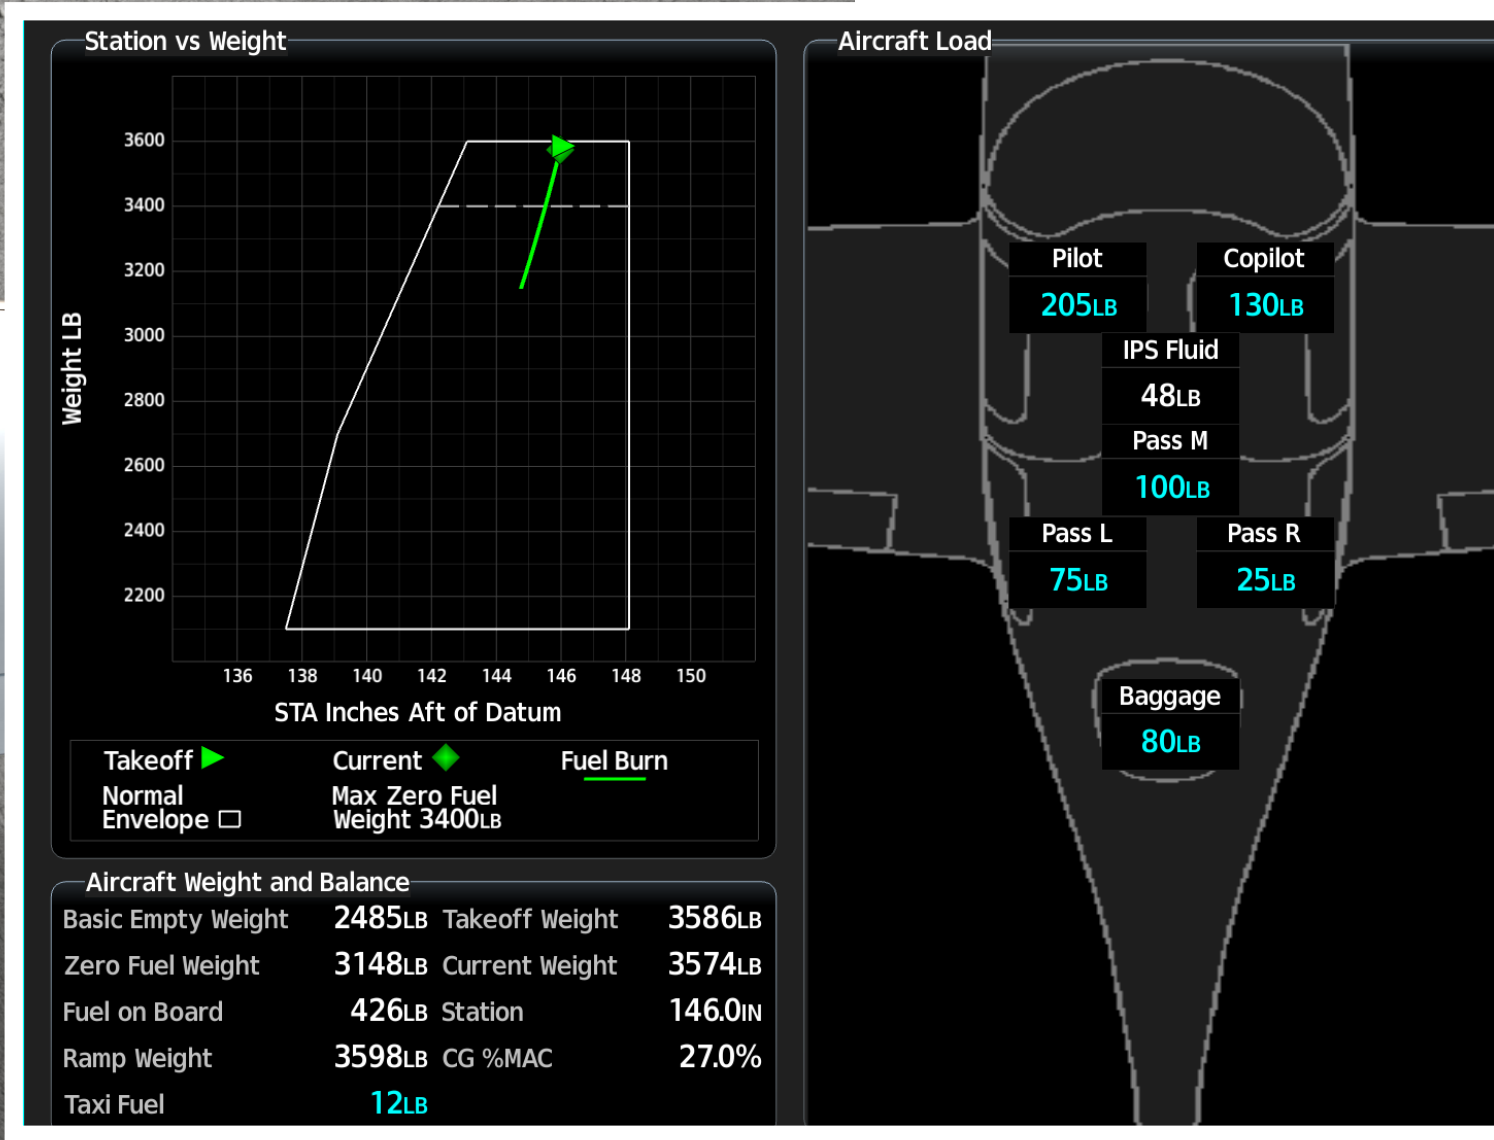 Station vs Weight
3600
3400
3200
3000
2800
2600
2400
2200
Weight LB
136 138 140 142 144 146 148 150
STA Inches Aft of Datum
Takeoff Current Fuel Burn
Normal Envelope
Max Zero Fuel Weight 3400LB
Aircraft Weight and Balance
Basic Empty Weight 2485LB Takeoff Weight 3586LB
Zero Fuel Weight 3148LB Current Weight 3574LB
Fuel on Board 426LB Station 146.0IN
Ramp Weight 3598LB CG %MAC 27.0%
Taxi Fuel 12LB
Aircraft Load
Pilot Copilot
205LB 130LB
IPS Fluid
48LB
Pass M
100LB
Pass L Pass R
75LB 25LB
Baggage
80LB